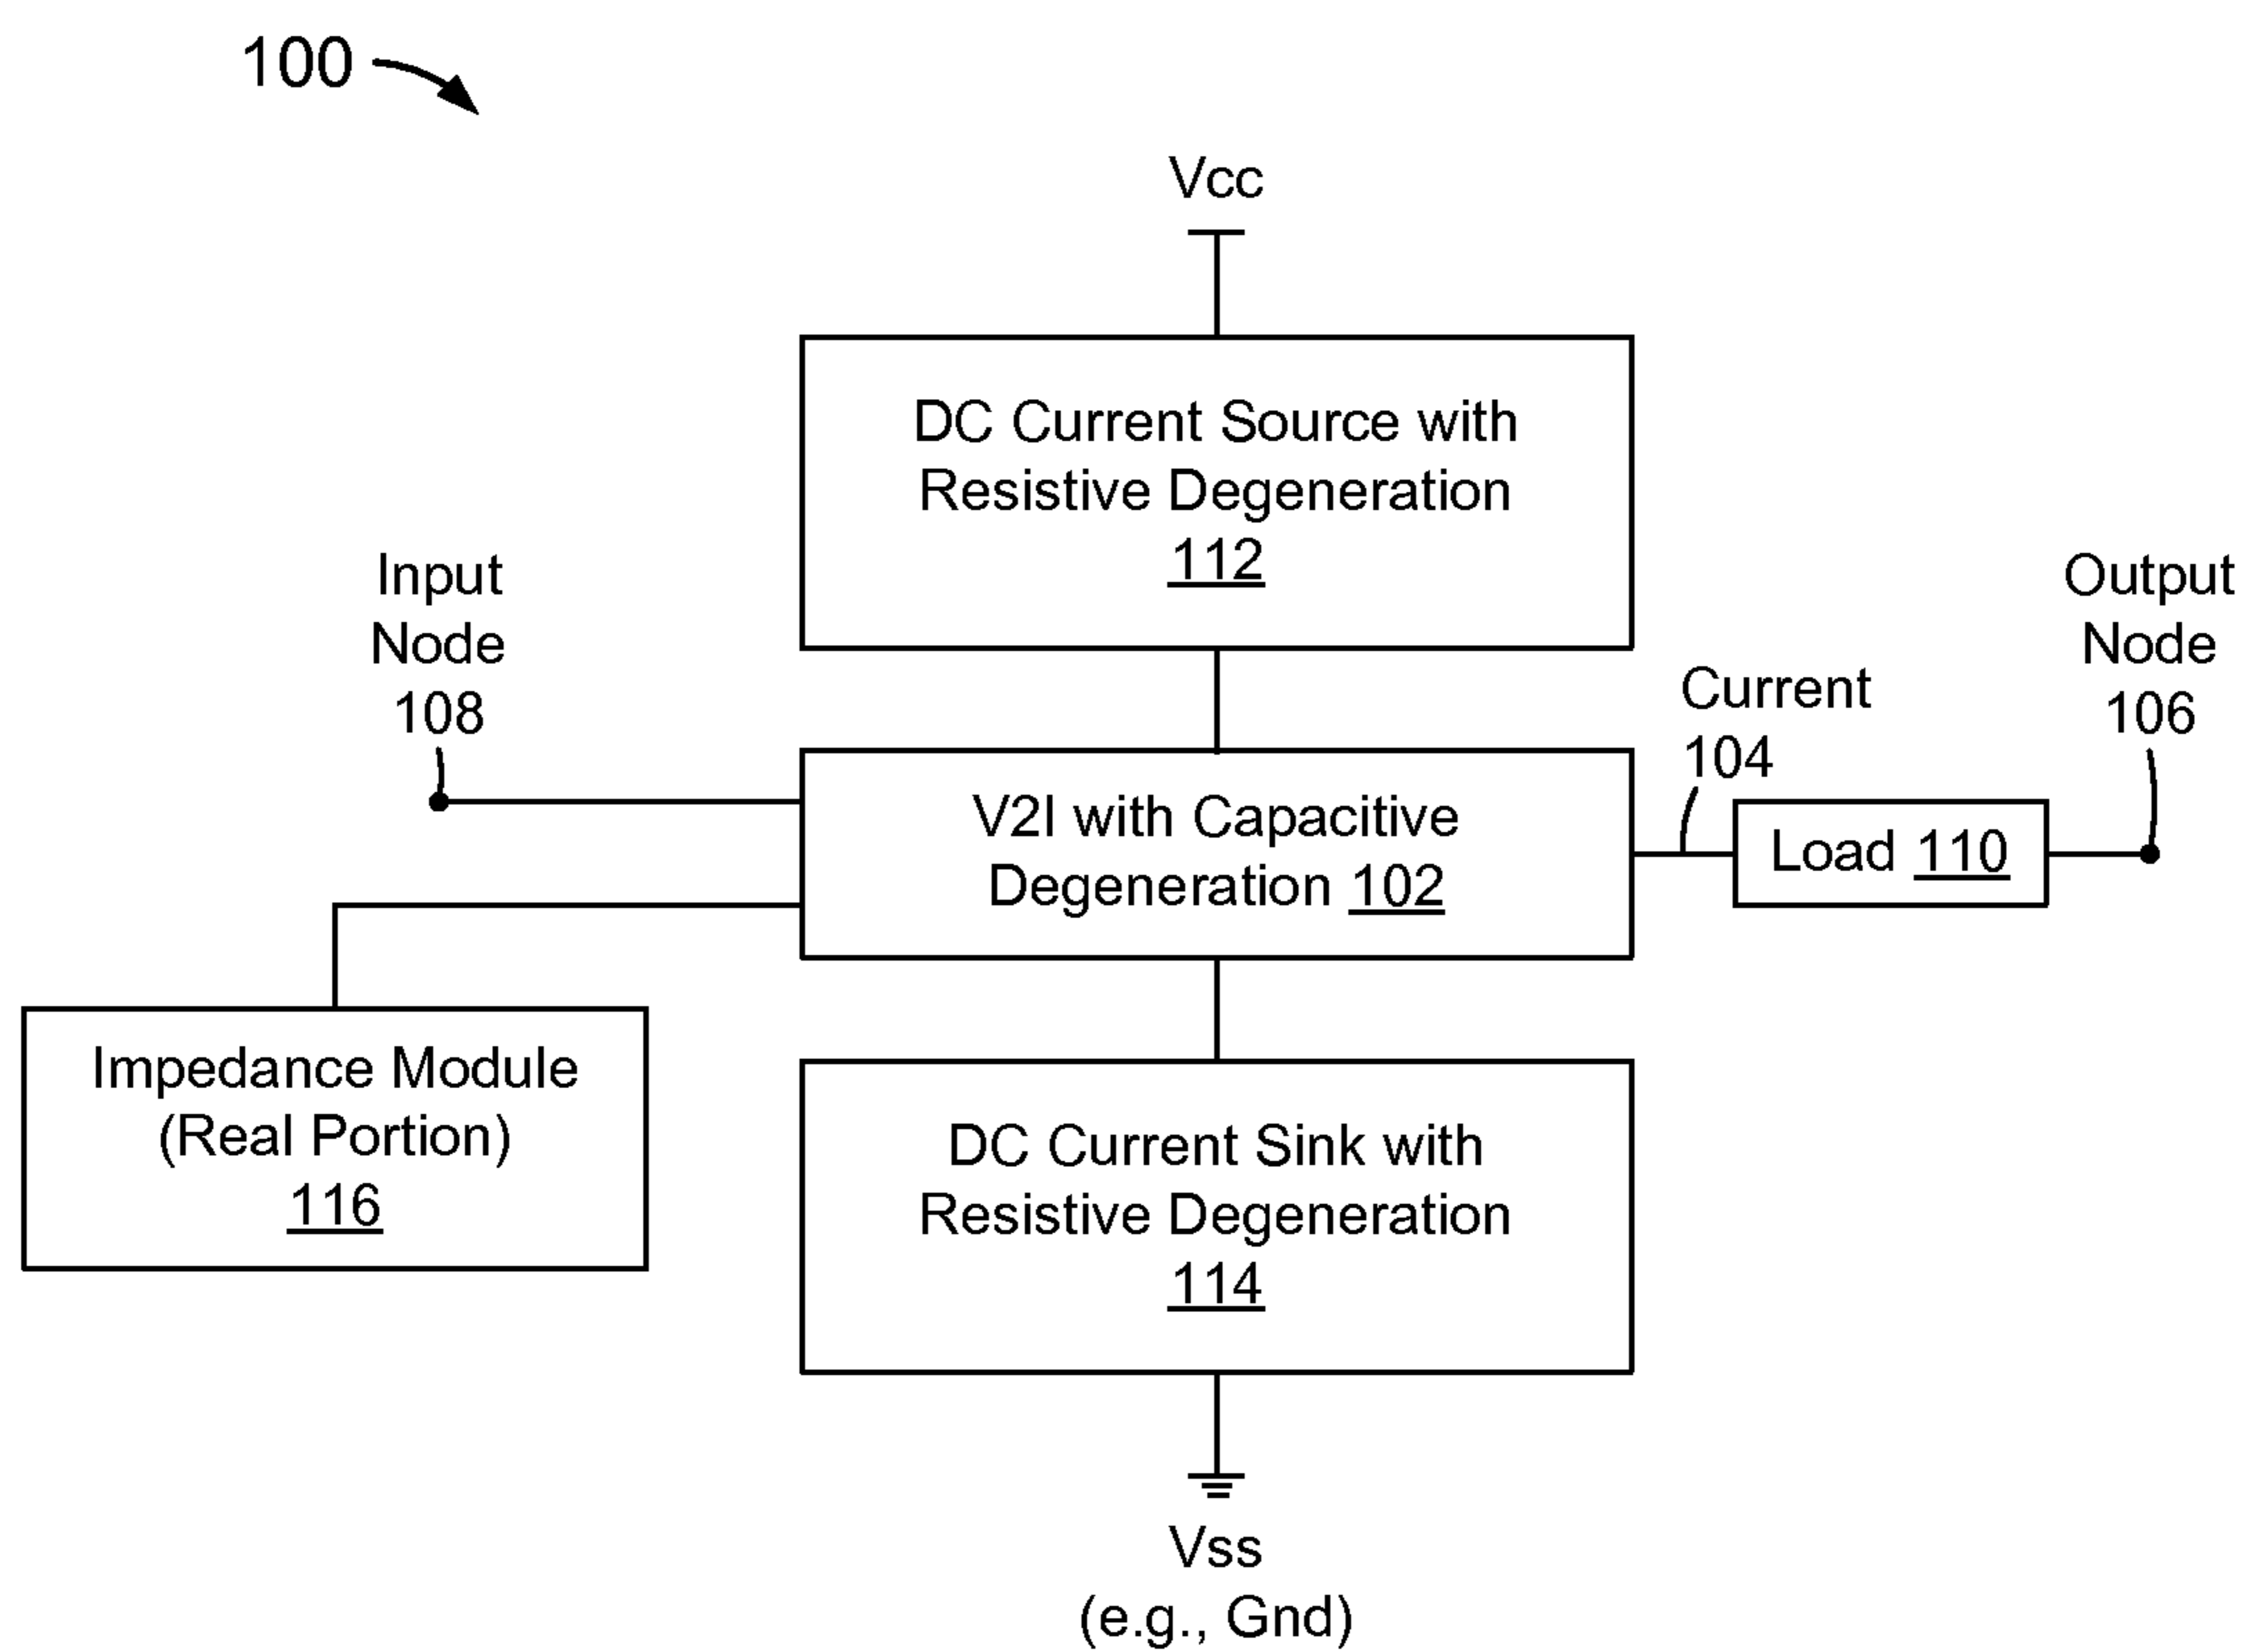 100
Vcc
DC Current Source with
Resistive Degeneration
112
Input
Node
108
Output
Node
106
Current
104
V2I with Capacitive
Degeneration 102
Load 110
Impedance Module
(Real Portion)
116
DC Current Sink with
Resistive Degeneration
114
Vss
(e.g., Gnd)